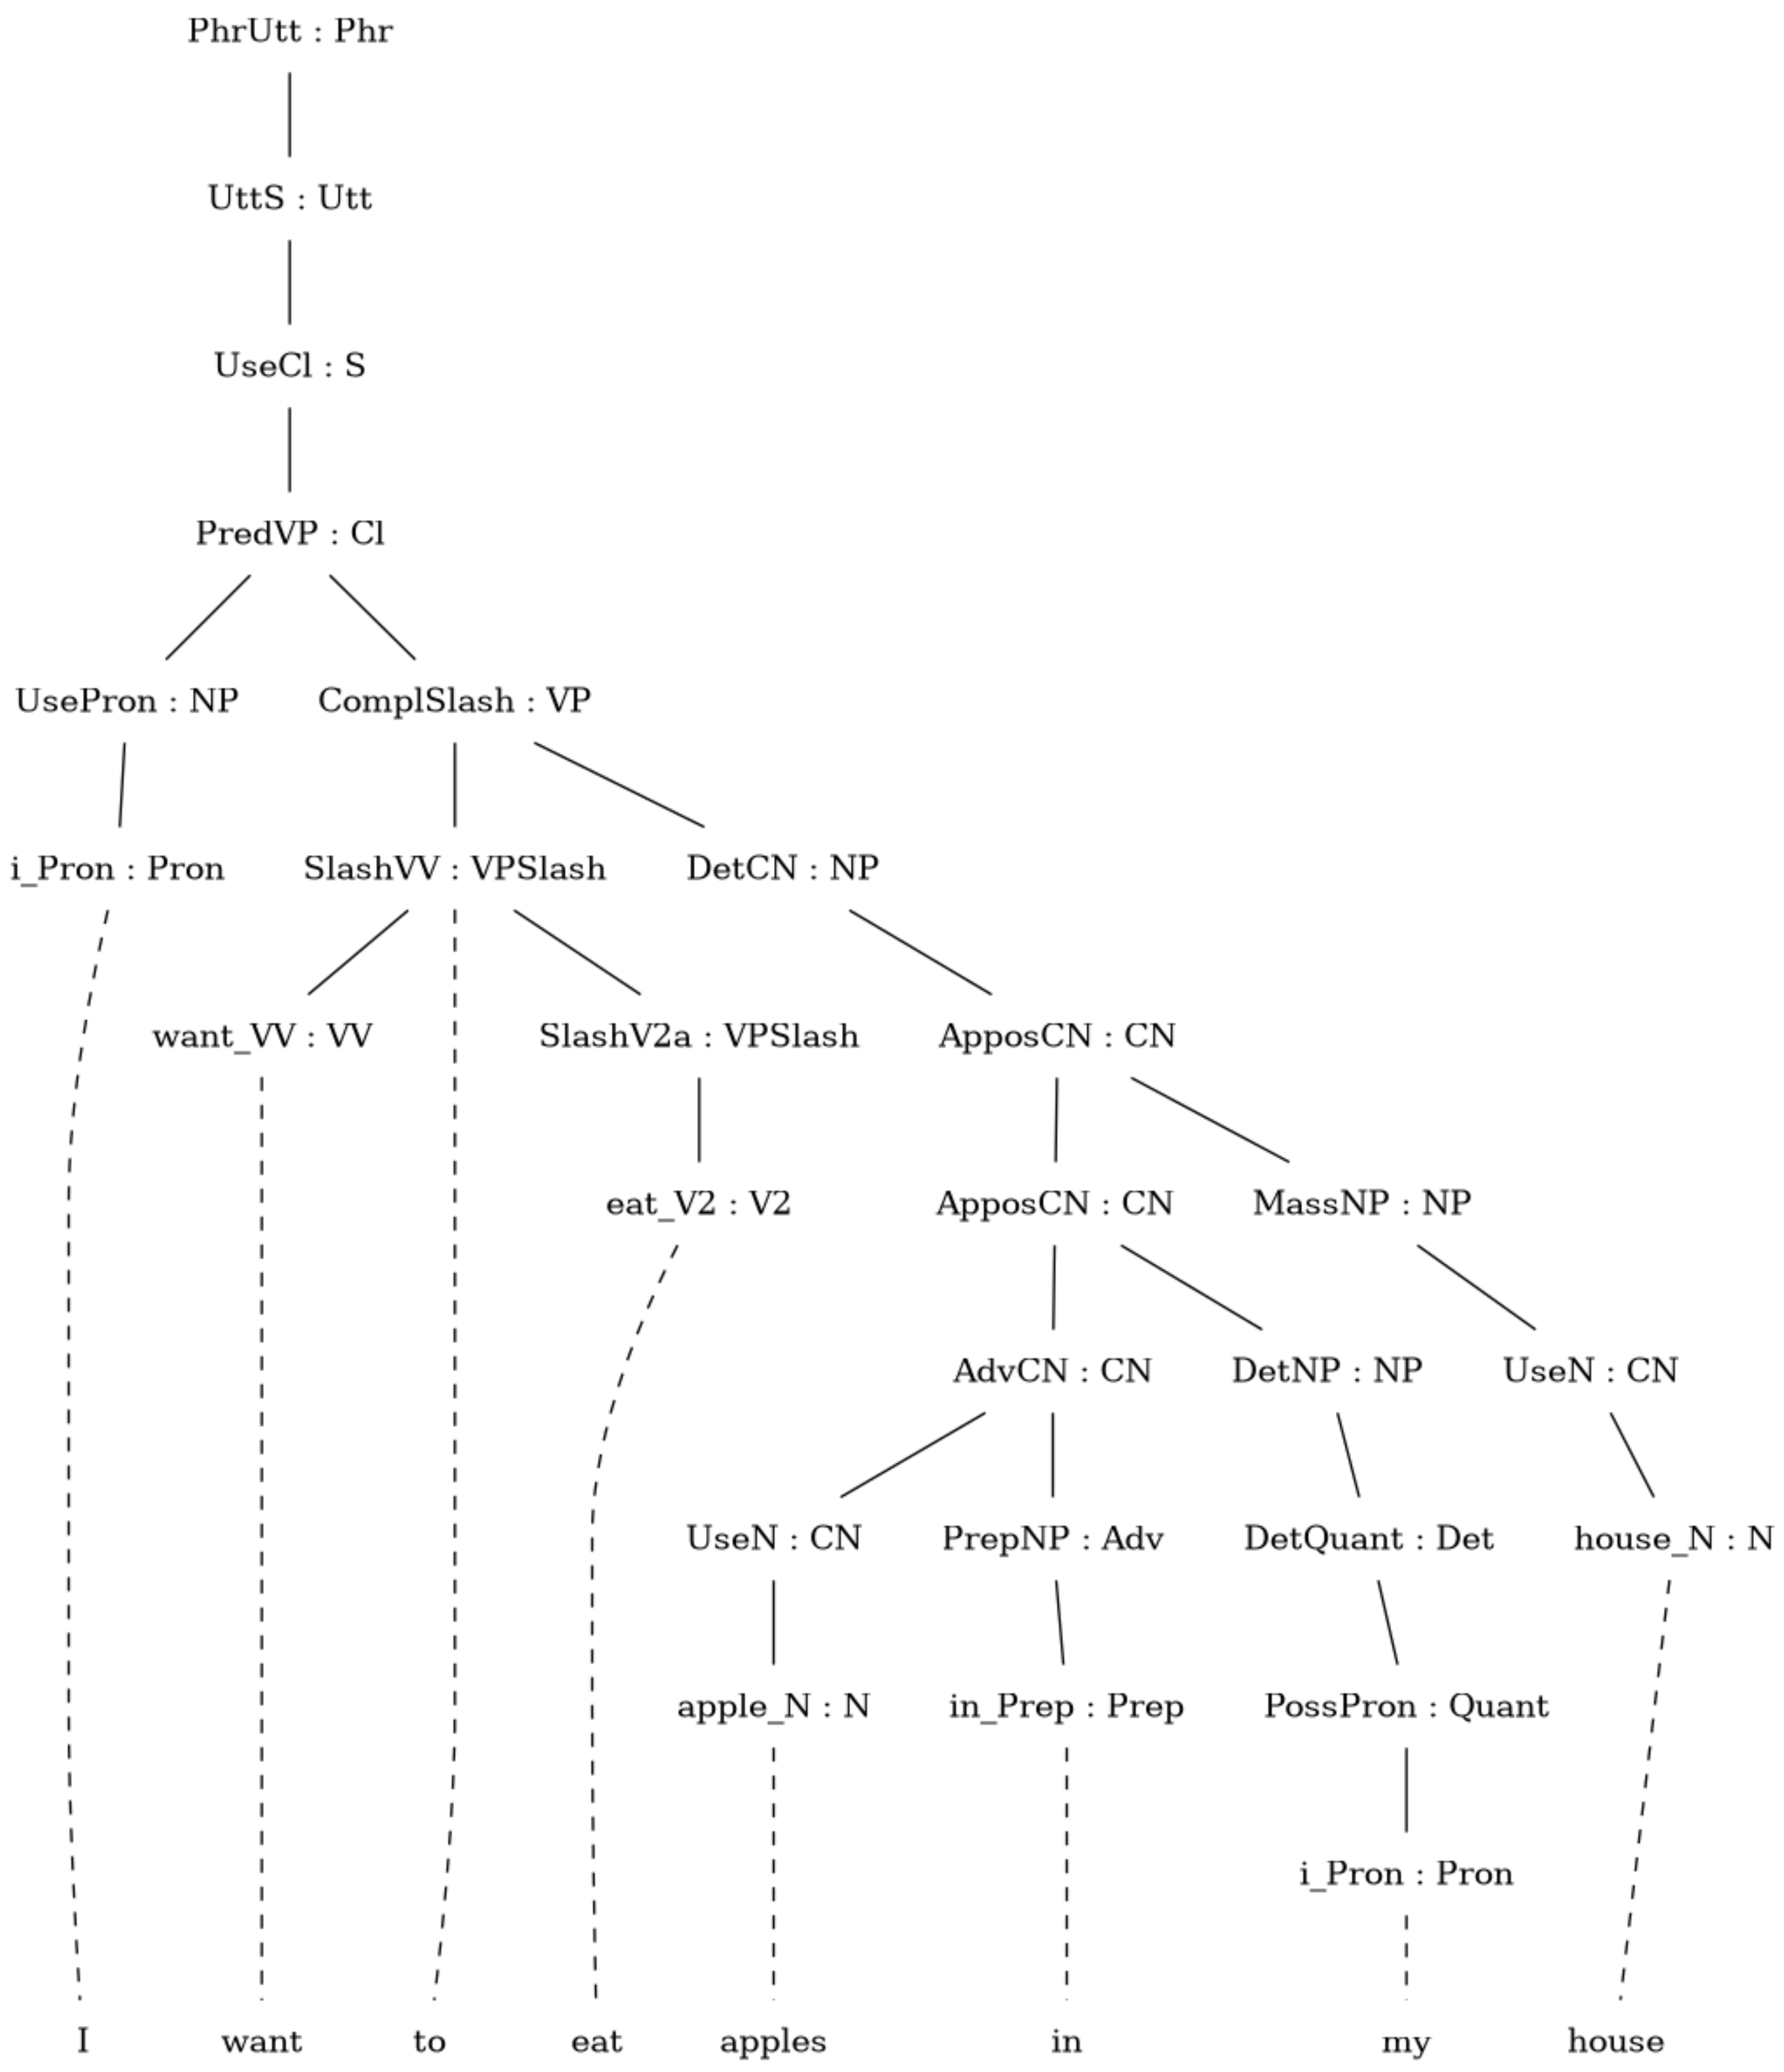 PhrUtt : Phr
UttS : Utt
UseCl : S
PredVP : Cl
UsePron : NP ComplSlash : VP
i_Pron : Pron SlashVV : VPSlash DetCN : NP
want_VV : VV SlashV2a : VPSlash ApposCN : CN
eat_V2 : V2 ApposCN : CN MassNP : NP
AdvCN : CN DetNP : NP UseN : CN
UseN : CN PrepNP : Adv DetQuant : Det house_N : N
apple_N : N in_Prep : Prep PossPron : Quant
i_Pron : Pron
I want to eat apples in my house